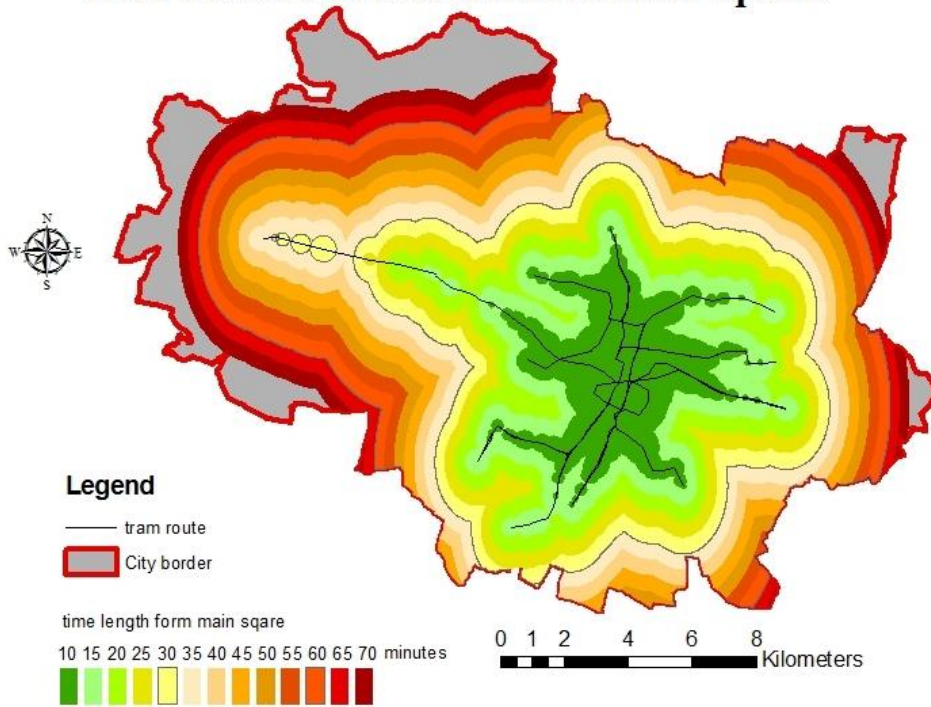 N
W E
S
Legend
tram route
City border
time length form main sqare
10 15 20 25 30 35 40 45 50 55 60 65 70 minutes
0 1 2 4 6 8
Kilometers